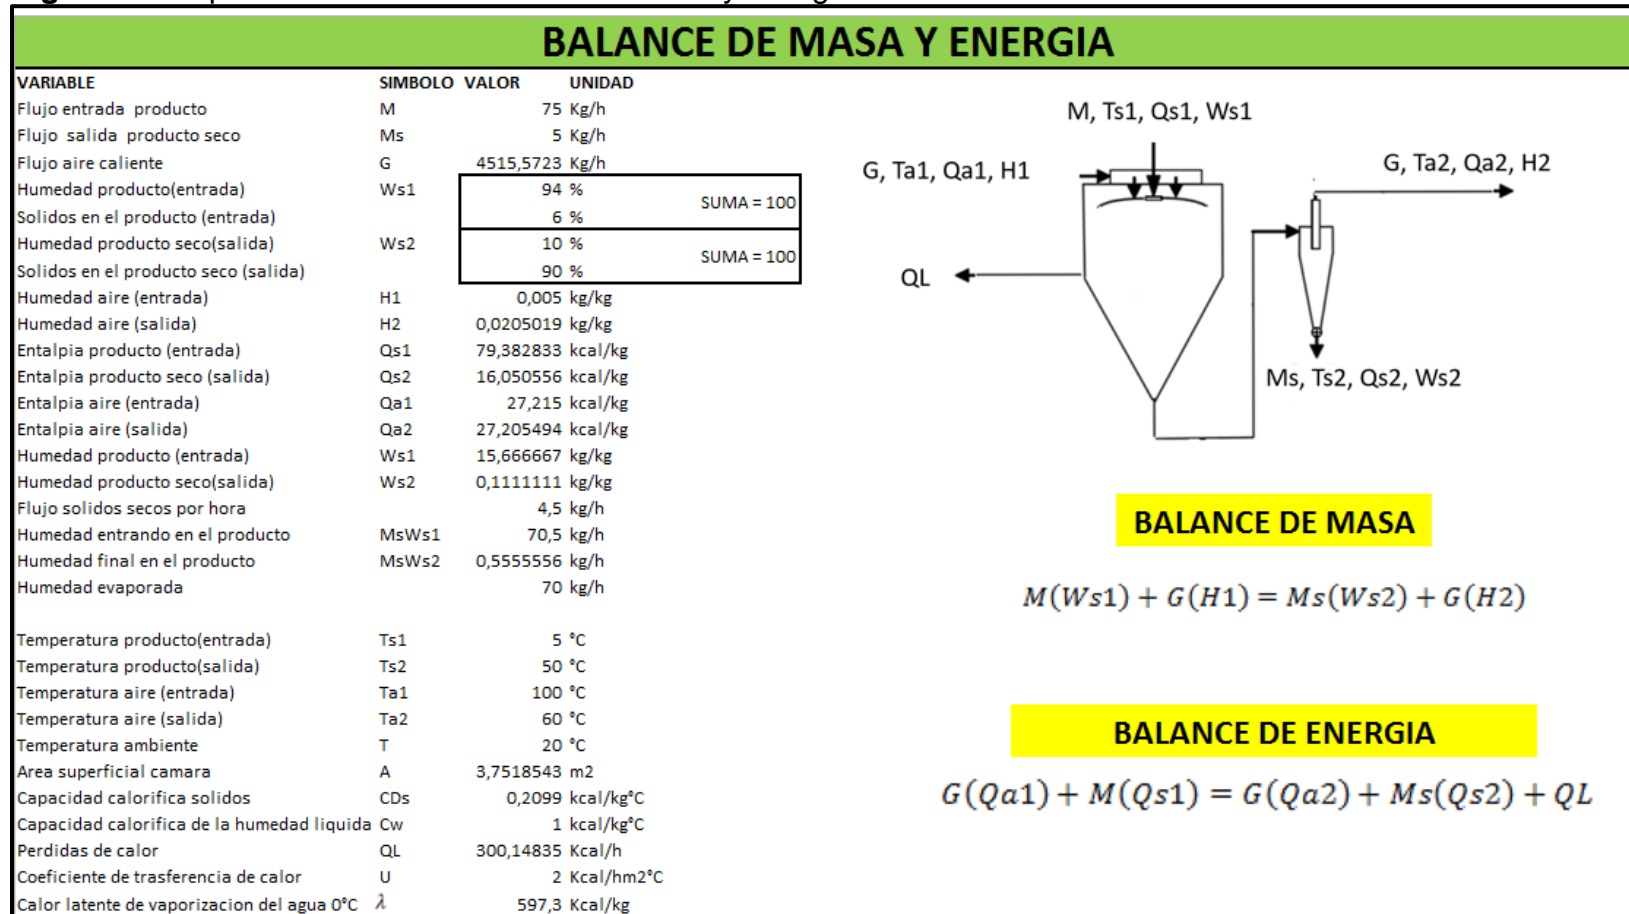 BALANCE DE MASA Y ENERGIA
VARIABLE SIMBOLO VALOR UNIDAD
Flujo entrada producto M 75 Kg/h
Flujo salida producto seco Ms 5 Kg/h
Flujo aire caliente G 4515,5723 Kg/h
Humedad producto(entrada) Ws1 94 %
SUMA = 100
Solidos en el producto (entrada) 6 %
Humedad producto seco(salida) Ws2 10 %
SUMA = 100
Solidos en el producto seco (salida) 90 %
Humedad aire (entrada) H1 0,005 kg/kg
Humedad aire (salida) H2 0,0205019 kg/kg
Entalpia producto (entrada) Qs1 79,382833 kcal/kg
Entalpia producto seco (salida) Qs2 16,050556 kcal/kg
Entalpia aire (entrada) Qa1 27,215 kcal/kg
Entalpia aire (salida) Qa2 27,205494 kcal/kg
Humedad producto (entrada) Ws1 15,666667 kg/kg
Humedad producto seco(salida) Ws2 0,1111111 kg/kg
Flujo solidos secos por hora 4,5 kg/h
Humedad entrando en el producto MsWs1 70,5 kg/h
Humedad final en el producto MsWs2 0,5555556 kg/h
Humedad evaporada 70 kg/h
Temperatura producto(entrada) Ts1 5 °C
Temperatura producto(salida) Ts2 50 °C
Temperatura aire (entrada) Ta1 100 °C
Temperatura aire (salida) Ta2 60 °C
Temperatura ambiente T 20 °C
Area superficial camara A 3,7518543 m2
Capacidad calorifica solidos CDs 0,2099 kcal/kg°C
Capacidad calorifica de la humedad liquida Cw 1 kcal/kg°C
Perdidas de calor QL 300,14835 Kcal/h
Coeficiente de trasferencia de calor U 2 Kcal/hm2°C
Calor latente de vaporizacion del agua 0°C λ 597,3 Kcal/kg
M, Ts1, Qs1, Ws1
G, Ta1, Qa1, H1
G, Ta2, Qa2, H2
QL
Ms, Ts2, Qs2, Ws2
BALANCE DE MASA
M(Ws1) + G(H1) = Ms(Ws2) + G(H2)
BALANCE DE ENERGIA
G(Qa1) + M(Qs1) = G(Qa2) + Ms(Qs2) + QL